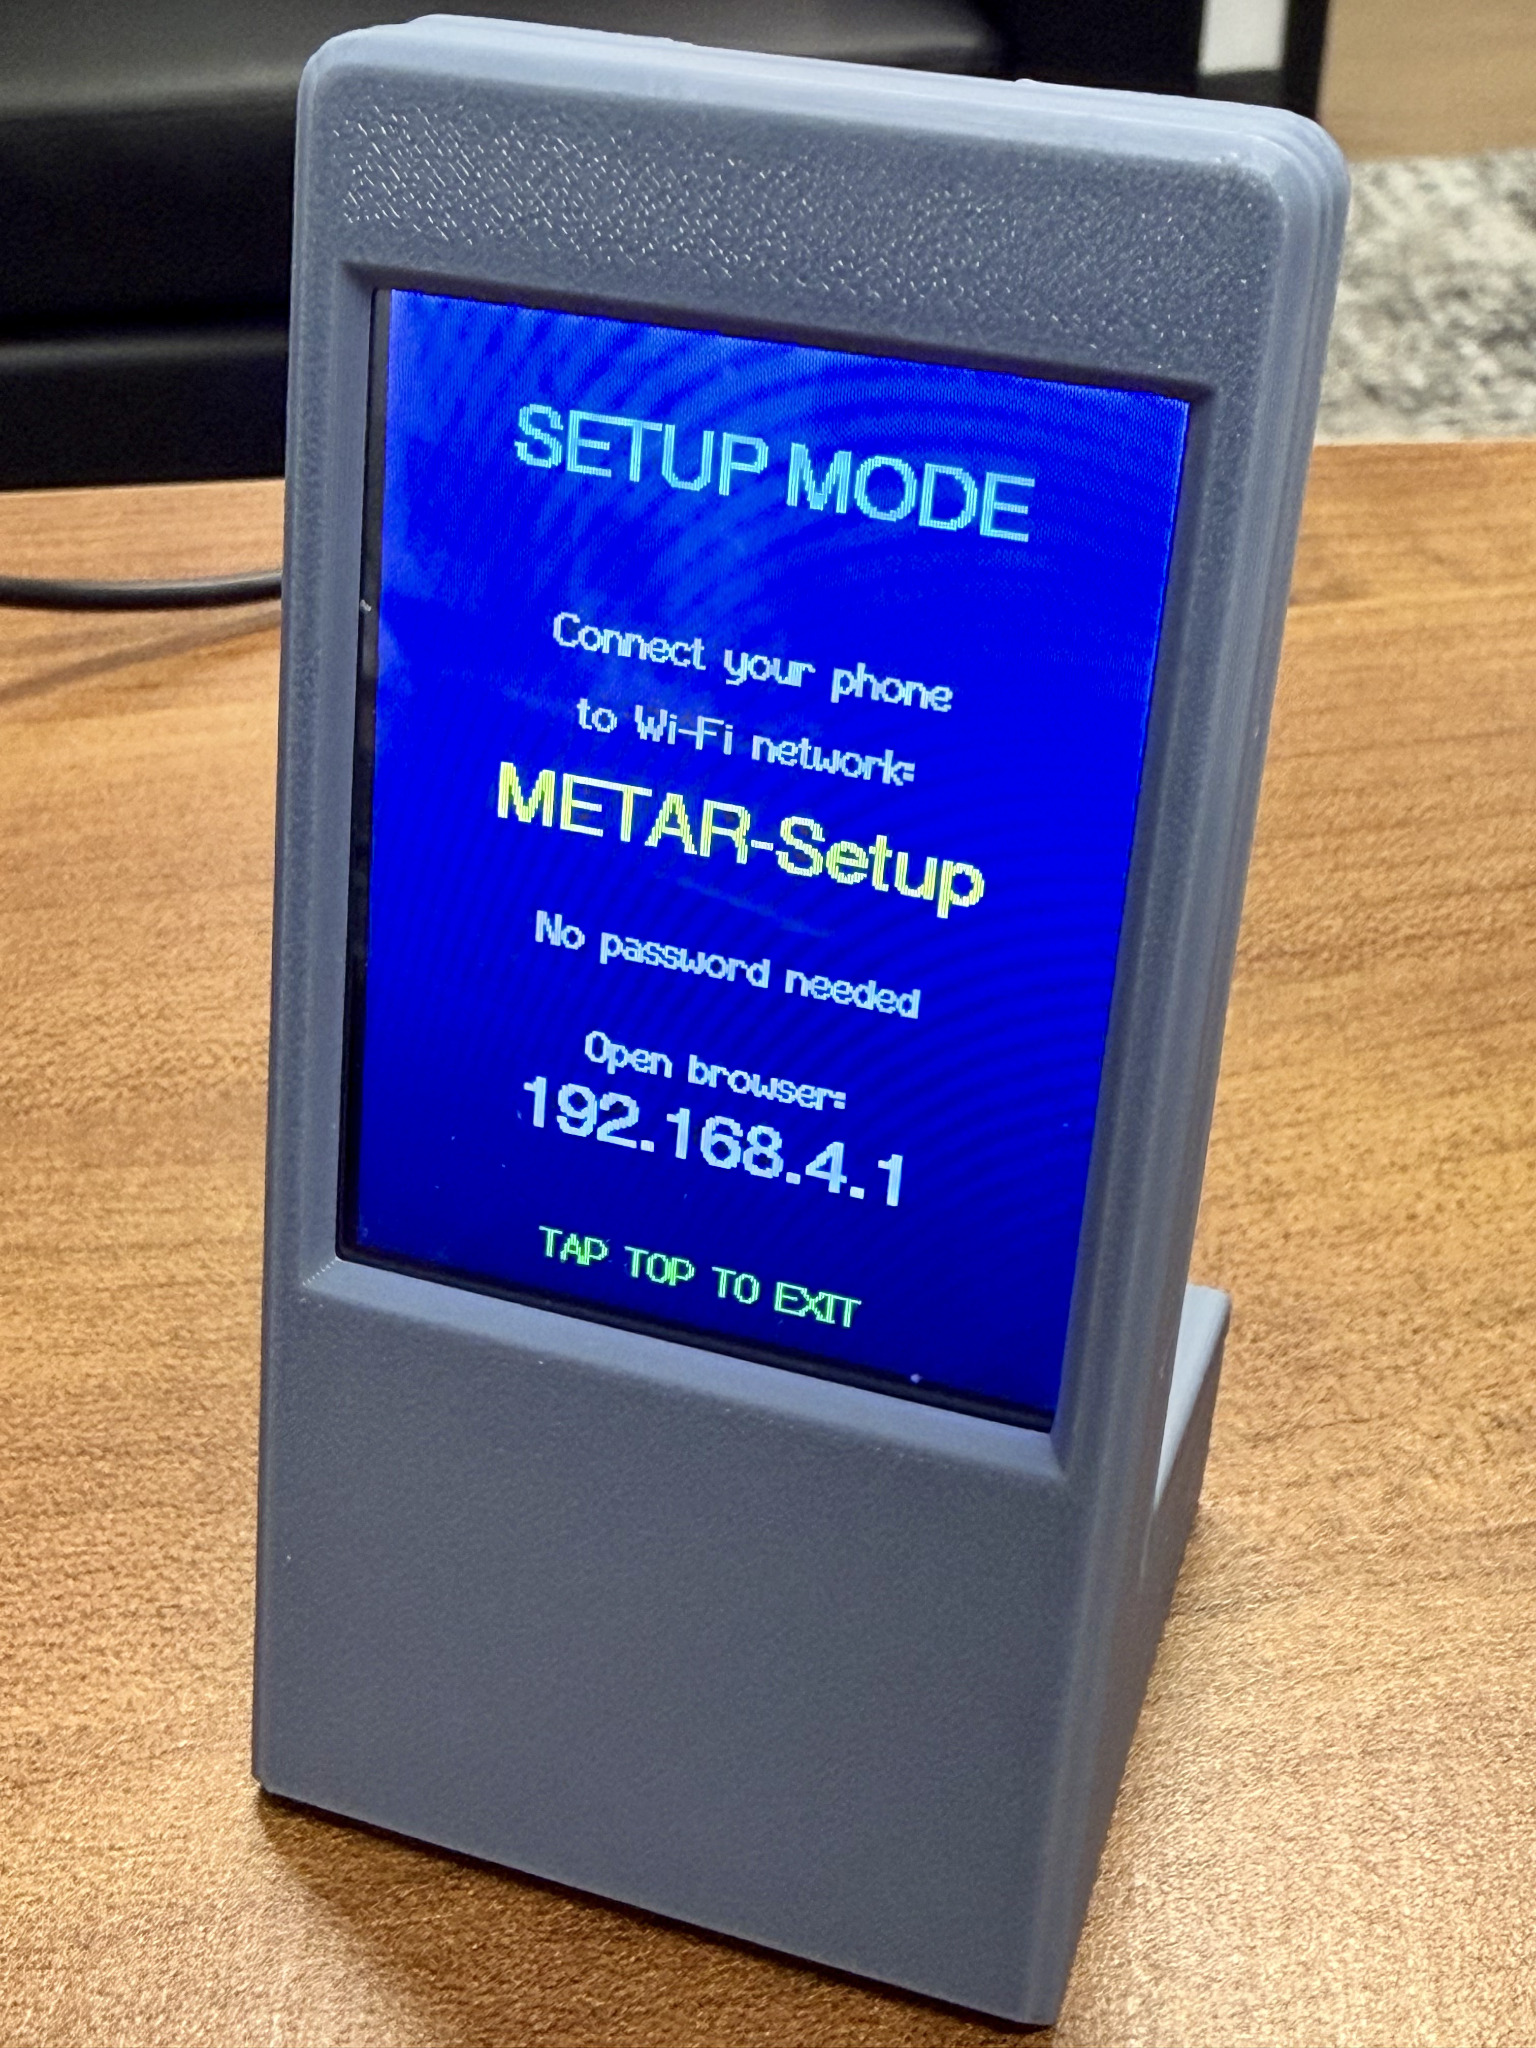 SETUP MODE
Connect your phone
to Wi-Fi network:
METAR-Setup
No password needed
Open browser:
192.168.4.1
TAP TOP TO EXIT